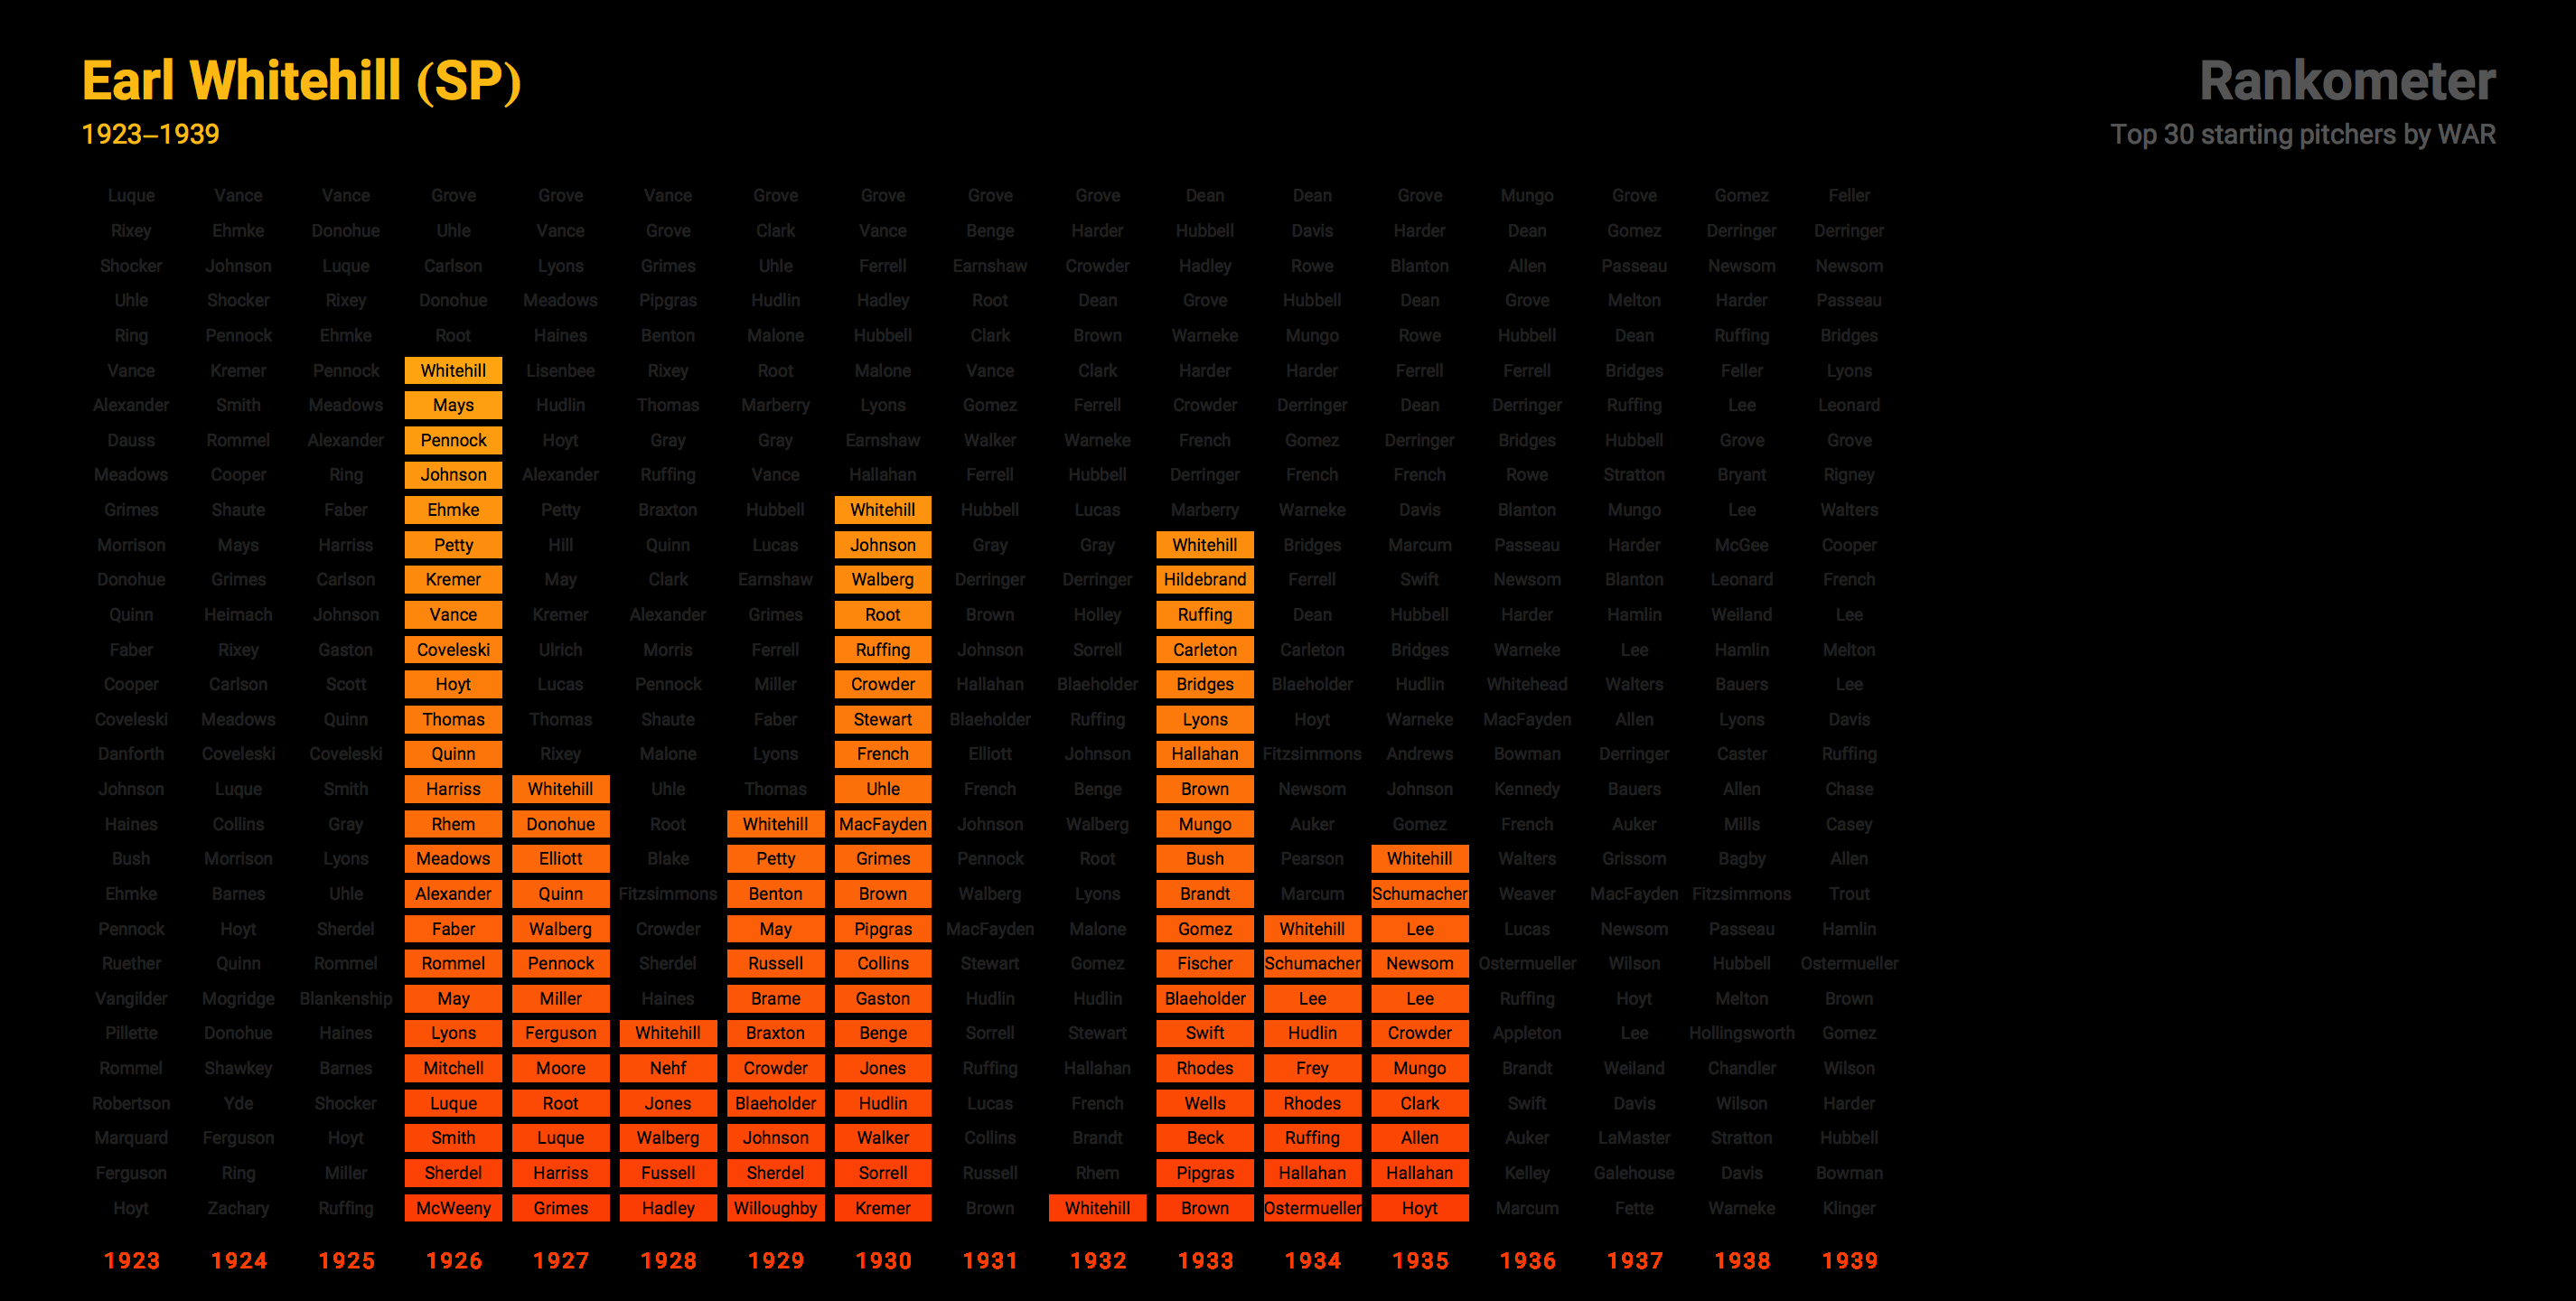 Earl Whitehill (SP)
1923–1939
Rankometer
Top 30 starting pitchers by WAR
Luque Vance Vance Grove Grove Vance Grove Grove Grove Grove Dean Dean Grove Mungo Grove Gomez Feller
Rixey Ehmke Donohue Uhle Vance Grove Clark Vance Benge Harder Hubbell Davis Harder Dean Gomez Derringer Derringer
Shocker Johnson Luque Carlson Lyons Grimes Uhle Ferrell Earnshaw Crowder Hadley Rowe Blanton Allen Passeau Newsom Newsom
Uhle Shocker Rixey Donohue Meadows Pipgras Hudlin Hadley Root Dean Grove Hubbell Dean Grove Melton Harder Passeau
Ring Pennock Ehmke Root Haines Benton Malone Hubbell Clark Brown Warneke Mungo Rowe Hubbell Dean Ruffing Bridges
Vance Kremer Pennock Whitehill Lisenbee Rixey Root Malone Vance Clark Harder Harder Ferrell Ferrell Bridges Feller Lyons
Alexander Smith Meadows Mays Hudlin Thomas Marberry Lyons Gomez Ferrell Crowder Derringer Dean Derringer Ruffing Lee Leonard
Dauss Rommel Alexander Pennock Hoyt Gray Gray Earnshaw Walker Warneke French Gomez Derringer Bridges Hubbell Grove Grove
Meadows Cooper Ring Johnson Alexander Ruffing Vance Hallahan Ferrell Hubbell Derringer French French Rowe Stratton Bryant Rigney
Grimes Shaute Faber Ehmke Petty Braxton Hubbell Whitehill Hubbell Lucas Marberry Warneke Davis Blanton Mungo Lee Walters
Morrison Mays Harriss Petty Hill Quinn Lucas Johnson Gray Gray Whitehill Bridges Marcum Passeau Harder McGee Cooper
Donohue Grimes Carlson Kremer May Clark Earnshaw Walberg Derringer Derringer Hildebrand Ferrell Swift Newsom Blanton Leonard French
Quinn Heimach Johnson Vance Kremer Alexander Grimes Root Brown Holley Ruffing Dean Hubbell Harder Hamlin Weiland Lee
Faber Rixey Gaston Coveleski Ulrich Morris Ferrell Ruffing Johnson Sorrell Carleton Carleton Bridges Warneke Lee Hamlin Melton
Cooper Carlson Scott Hoyt Lucas Pennock Miller Crowder Hallahan Blaeholder Bridges Blaeholder Hudlin Whitehead Walters Bauers Lee
Coveleski Meadows Quinn Thomas Thomas Shaute Faber Stewart Blaeholder Ruffing Lyons Hoyt Warneke MacFayden Allen Lyons Davis
Danforth Coveleski Coveleski Quinn Rixey Malone Lyons French Elliott Johnson Hallahan Fitzsimmons Andrews Bowman Derringer Caster Ruffing
Johnson Luque Smith Harriss Whitehill Uhle Thomas Uhle French Benge Brown Newsom Johnson Kennedy Bauers Allen Chase
Haines Collins Gray Rhem Donohue Root Whitehill MacFayden Johnson Walberg Mungo Auker Gomez French Auker Mills Casey
Bush Morrison Lyons Meadows Elliott Blake Petty Grimes Pennock Root Bush Pearson Whitehill Walters Grissom Bagby Allen
Ehmke Barnes Uhle Alexander Quinn Fitzsimmons Benton Brown Walberg Lyons Brandt Marcum Schumacher Weaver MacFayden Fitzsimmons Trout
Pennock Hoyt Sherdel Faber Walberg Crowder May Pipgras MacFayden Malone Gomez Whitehill Lee Lucas Newsom Passeau Hamlin
Ruether Quinn Rommel Rommel Pennock Sherdel Russell Collins Stewart Gomez Fischer Schumacher Newsom Ostermueller Wilson Hubbell Ostermueller
Vangilder Mogridge Blankenship May Miller Haines Brame Gaston Hudlin Hudlin Blaeholder Lee Lee Ruffing Hoyt Melton Brown
Pillette Donohue Haines Lyons Ferguson Whitehill Braxton Benge Sorrell Stewart Swift Hudlin Crowder Appleton Lee Hollingsworth Gomez
Rommel Shawkey Barnes Mitchell Moore Nehf Crowder Jones Ruffing Hallahan Rhodes Frey Mungo Brandt Weiland Chandler Wilson
Robertson Yde Shocker Luque Root Jones Blaeholder Hudlin Lucas French Wells Rhodes Clark Swift Davis Wilson Harder
Marquard Ferguson Hoyt Smith Luque Walberg Johnson Walker Collins Brandt Beck Ruffing Allen Auker LaMaster Stratton Hubbell
Ferguson Ring Miller Sherdel Harriss Fussell Sherdel Sorrell Russell Rhem Pipgras Hallahan Hallahan Kelley Galehouse Davis Bowman
Hoyt Zachary Ruffing McWeeny Grimes Hadley Willoughby Kremer Brown Whitehill Brown Ostermueller Hoyt Marcum Fette Warneke Klinger
1923 1924 1925 1926 1927 1928 1929 1930 1931 1932 1933 1934 1935 1936 1937 1938 1939